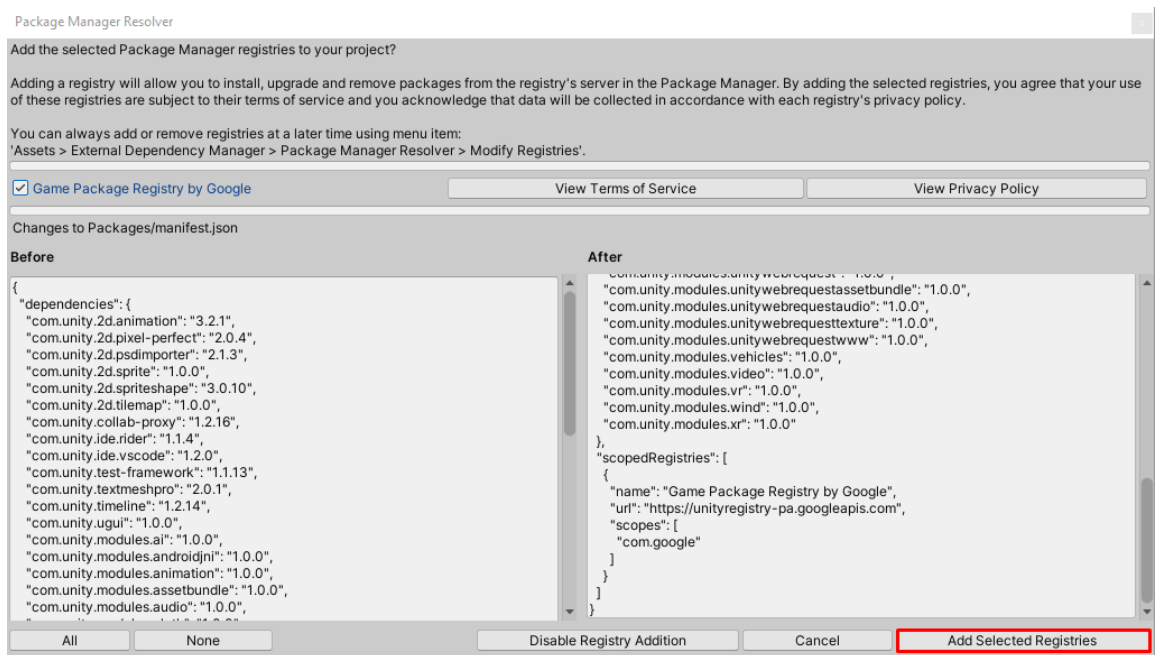 Package Manager Resolver
Add the selected Package Manager registries to your project?
Adding a registry will allow you to install, upgrade and remove packages from the registry's server in the Package Manager. By adding the selected registries, you agree that your use
of these registries are subject to their terms of service and you acknowledge that data will be collected in accordance with each registry's privacy policy.
You can always add or remove registries at a later time using menu item:
'Assets > External Dependency Manager > Package Manager Resolver > Modify Registries'.
Game Package Registry by Google
View Terms of Service
View Privacy Policy
Changes to Packages/manifest.json
Before
{
"dependencies": {
"com.unity.2d.animation": "3.2.1",
"com.unity.2d.pixel-perfect": "2.0.4",
"com.unity.2d.psdimporter": "2.1.3",
"com.unity.2d.sprite": "1.0.0",
"com.unity.2d.spriteshape": "3.0.10",
"com.unity.2d.tilemap": "1.0.0",
"com.unity.collab-proxy": "1.2.16",
"com.unity.ide.rider": "1.1.4",
"com.unity.ide.vscode": "1.2.0",
"com.unity.test-framework": "1.1.13",
"com.unity.textmeshpro": "2.0.1",
"com.unity.timeline": "1.2.14",
"com.unity.ugui": "1.0.0",
"com.unity.modules.ai": "1.0.0",
"com.unity.modules.androidjni": "1.0.0",
"com.unity.modules.animation": "1.0.0",
"com.unity.modules.assetbundle": "1.0.0",
"com.unity.modules.audio": "1.0.0",
After
"com.unity.modules.unitywebrequest": "1.0.0",
"com.unity.modules.unitywebrequestassetbundle": "1.0.0",
"com.unity.modules.unitywebrequestaudio": "1.0.0",
"com.unity.modules.unitywebrequesttexture": "1.0.0",
"com.unity.modules.unitywebrequestwww": "1.0.0",
"com.unity.modules.vehicles": "1.0.0",
"com.unity.modules.video": "1.0.0",
"com.unity.modules.vr": "1.0.0",
"com.unity.modules.wind": "1.0.0",
"com.unity.modules.xr": "1.0.0"
},
"scopedRegistries": [
{
"name": "Game Package Registry by Google",
"url": "https://unityregistry-pa.googleapis.com",
"scopes": [
"com.google"
]
}
]
}
All
None
Disable Registry Addition
Cancel
Add Selected Registries